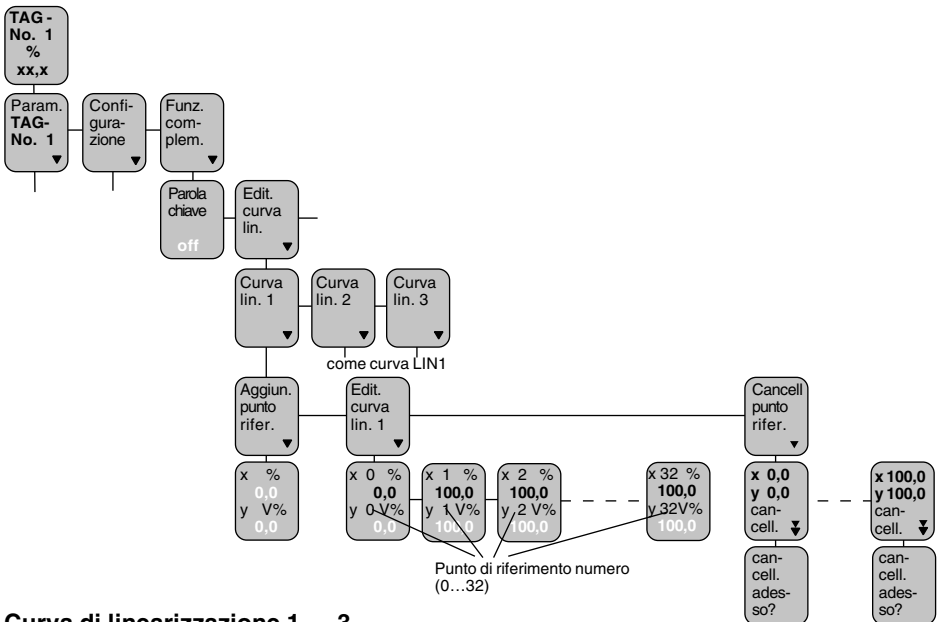 TAG -
No. 1
%
xx,x
Param.
TAG-
No. 1
Confi-
gura-
zione
Funz.
com-
plem.
Parola
chiave
off
Edit.
curva
lin.
Curva
lin. 1
Curva
lin. 2
Curva
lin. 3
come curva LIN1
Aggiun.
punto
rifer.
Edit.
curva
lin. 1
Cancell
punto
rifer.
x %
0,0
y V%
0,0
x 0 %
0,0
y 0 V%
0,0
x 1 %
100,0
y 1 V%
100,0
x 2 %
100,0
y 2 V%
100,0
x 32 %
100,0
y 32V%
100,0
x 0,0
y 0,0
can-
cell.
x 100,0
y 100,0
can-
cell.
Punto di riferimento numero
(0...32)
can-
cell.
ades-
so?
can-
cell.
ades-
so?
Curva di linearizzazione 1 ... 3